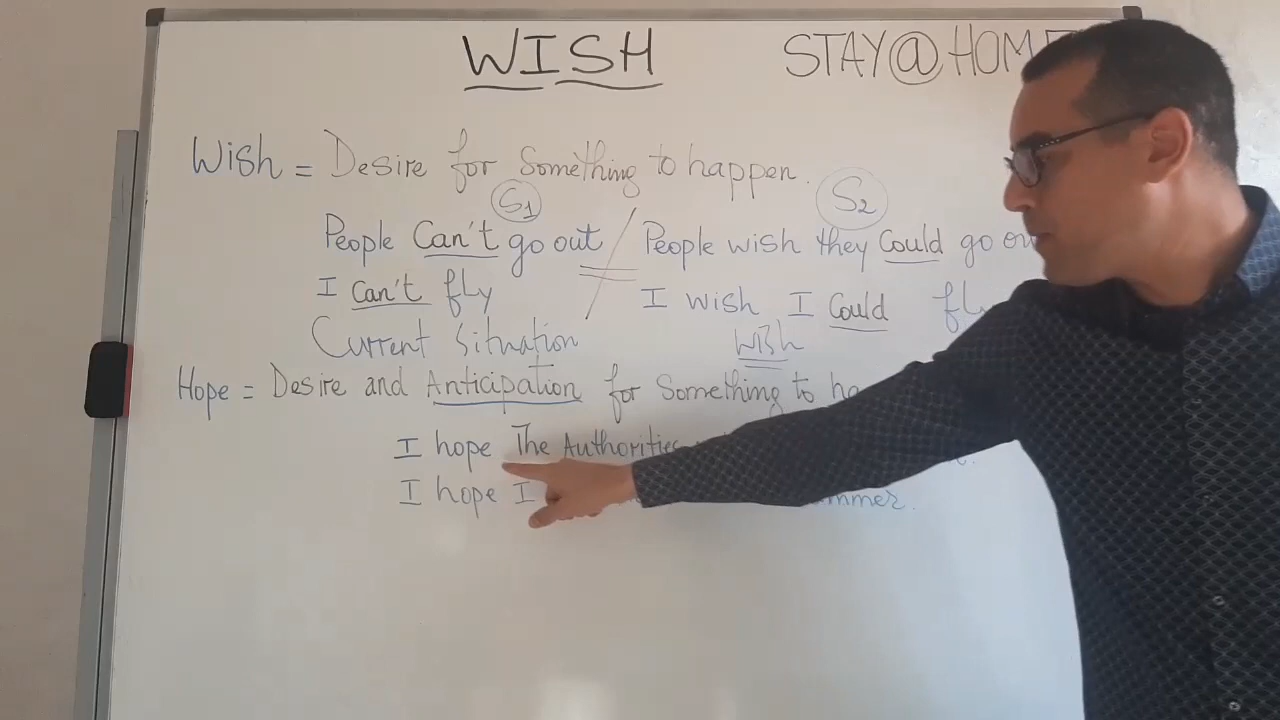 WISH STAY@HOM
Wish = Desire for Something to happen.
S1 S2
People Can't go out People wish they Could go ou
I Can't fly I wish I Could fl
Current Situation Wish
Hope = Desire and Anticipation for Something to ha
I hope The Authorities
I hope I ummer.